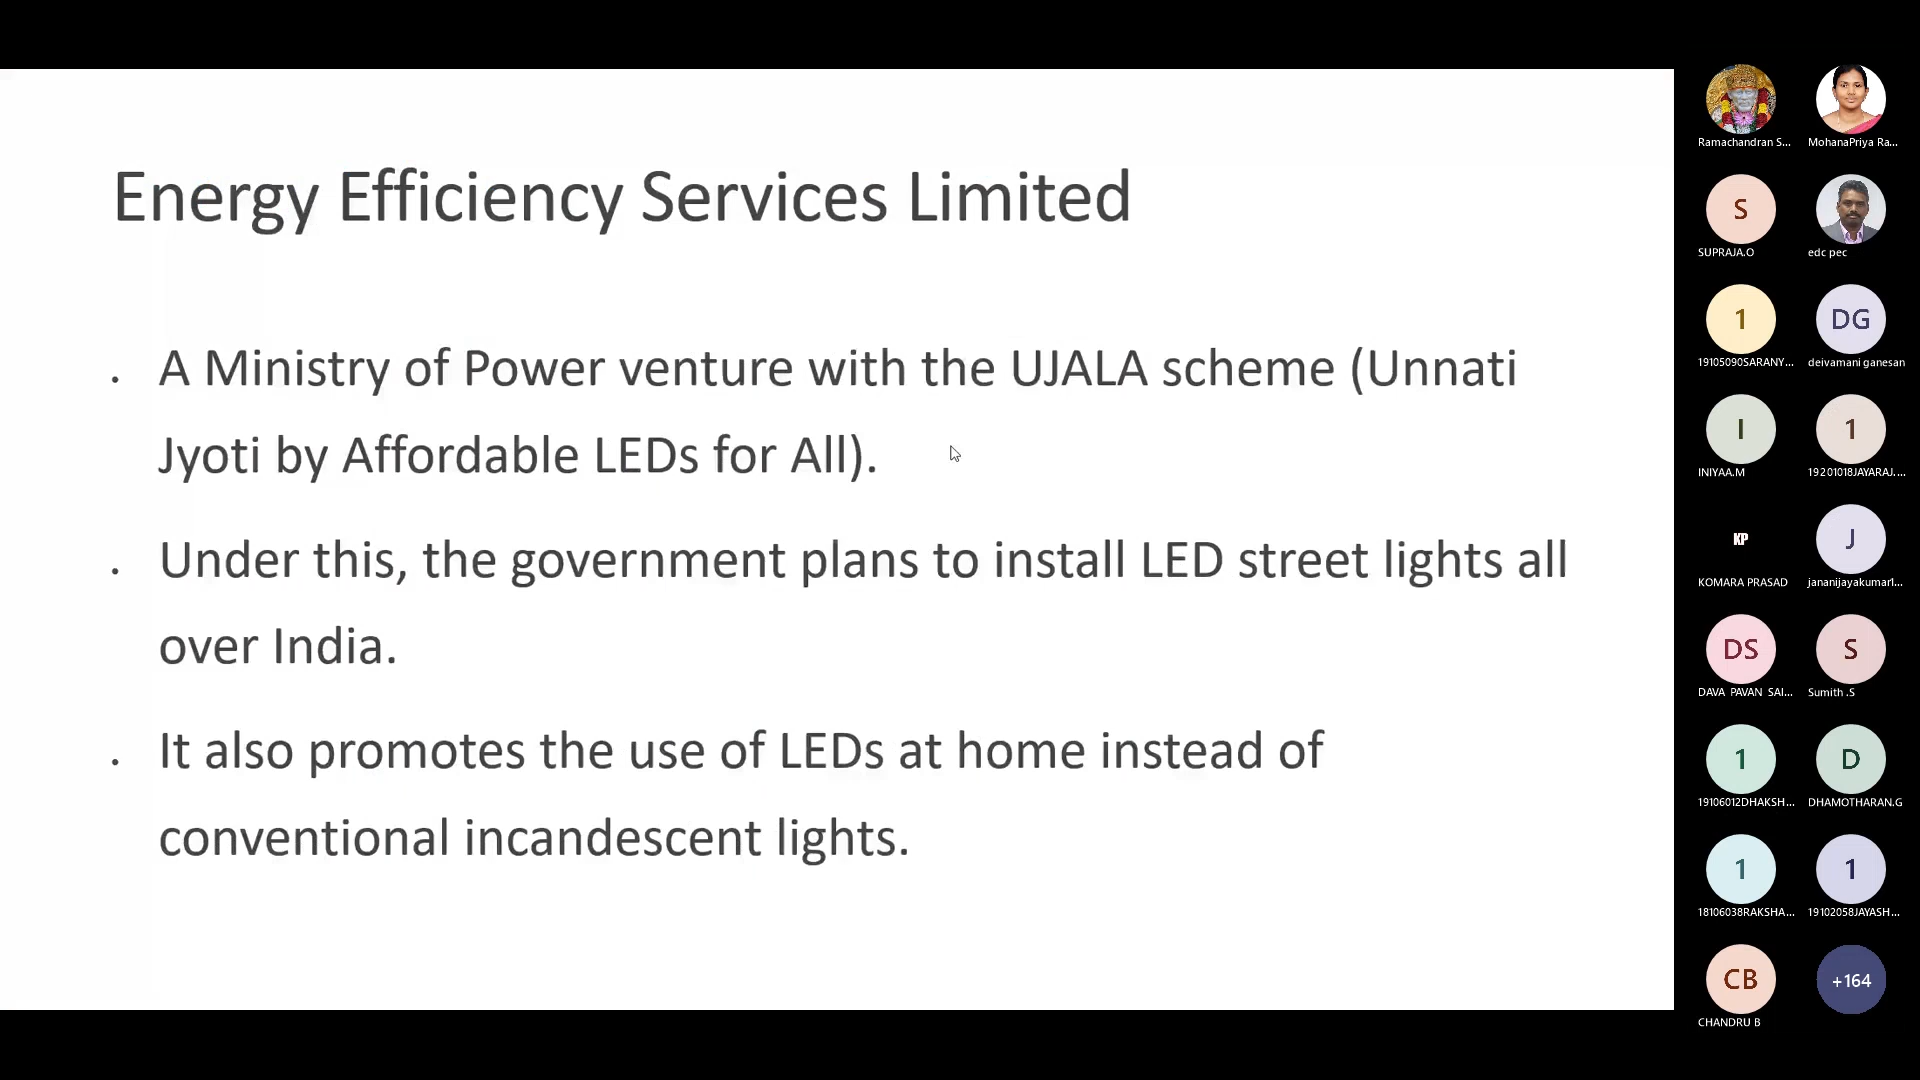 Energy Efficiency Services Limited
. A Ministry of Power venture with the UJALA scheme (Unnati
Jyoti by Affordable LEDs for All).
. Under this, the government plans to install LED street lights all
over India.
. It also promotes the use of LEDs at home instead of
conventional incandescent lights.
Ramachandran S... MohanaPriya Ra...
S
SUPRAJA.O edc pec
1 DG
19105090SARANY... deivamani ganesan
I 1
INIYAA.M 19201018JAYARAJ....
KP J
KOMARA PRASAD jananijayakumarl...
DS S
DAVA PAVAN SAI... Sumith .S
1 D
19106012DHAKSH... DHAMOTHARAN.G
1 1
18106038RAKSHA... 19102058JAYASH...
CB +164
CHANDRU B